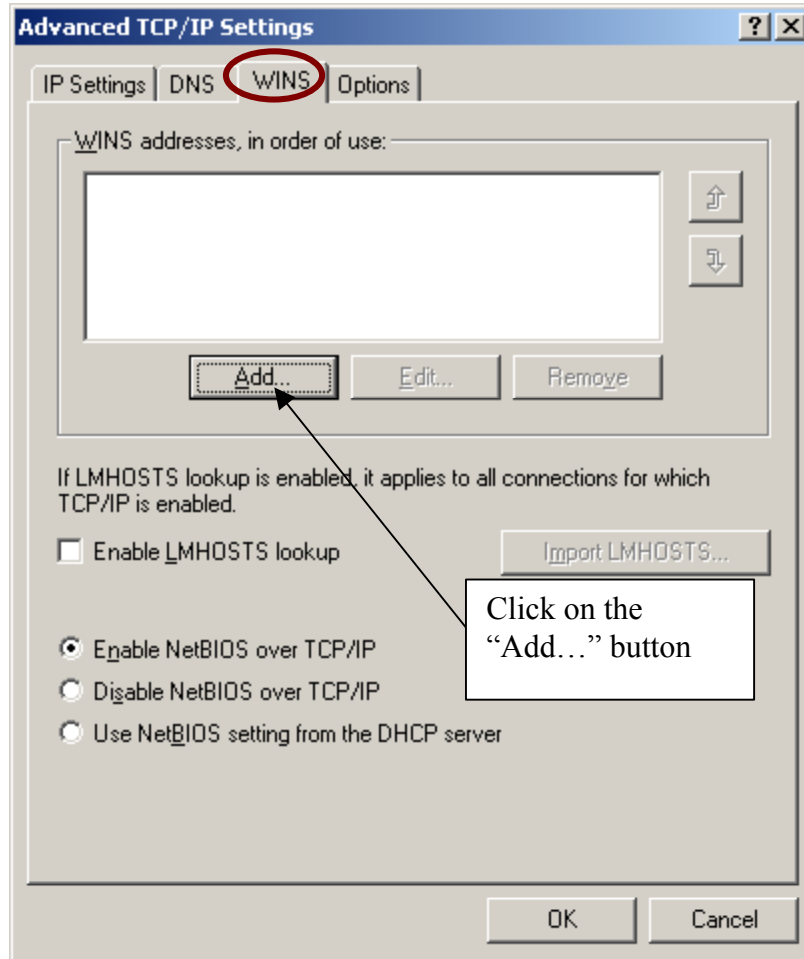 Advanced TCP/IP Settings
IP Settings DNS WINS Options
WINS addresses, in order of use:
Add... Edit... Remove
If LMHOSTS lookup is enabled, it applies to all connections for which
TCP/IP is enabled.
Enable LMHOSTS lookup
Import LMHOSTS...
Click on the
“Add…” button
Enable NetBIOS over TCP/IP
Disable NetBIOS over TCP/IP
Use NetBIOS setting from the DHCP server
OK Cancel